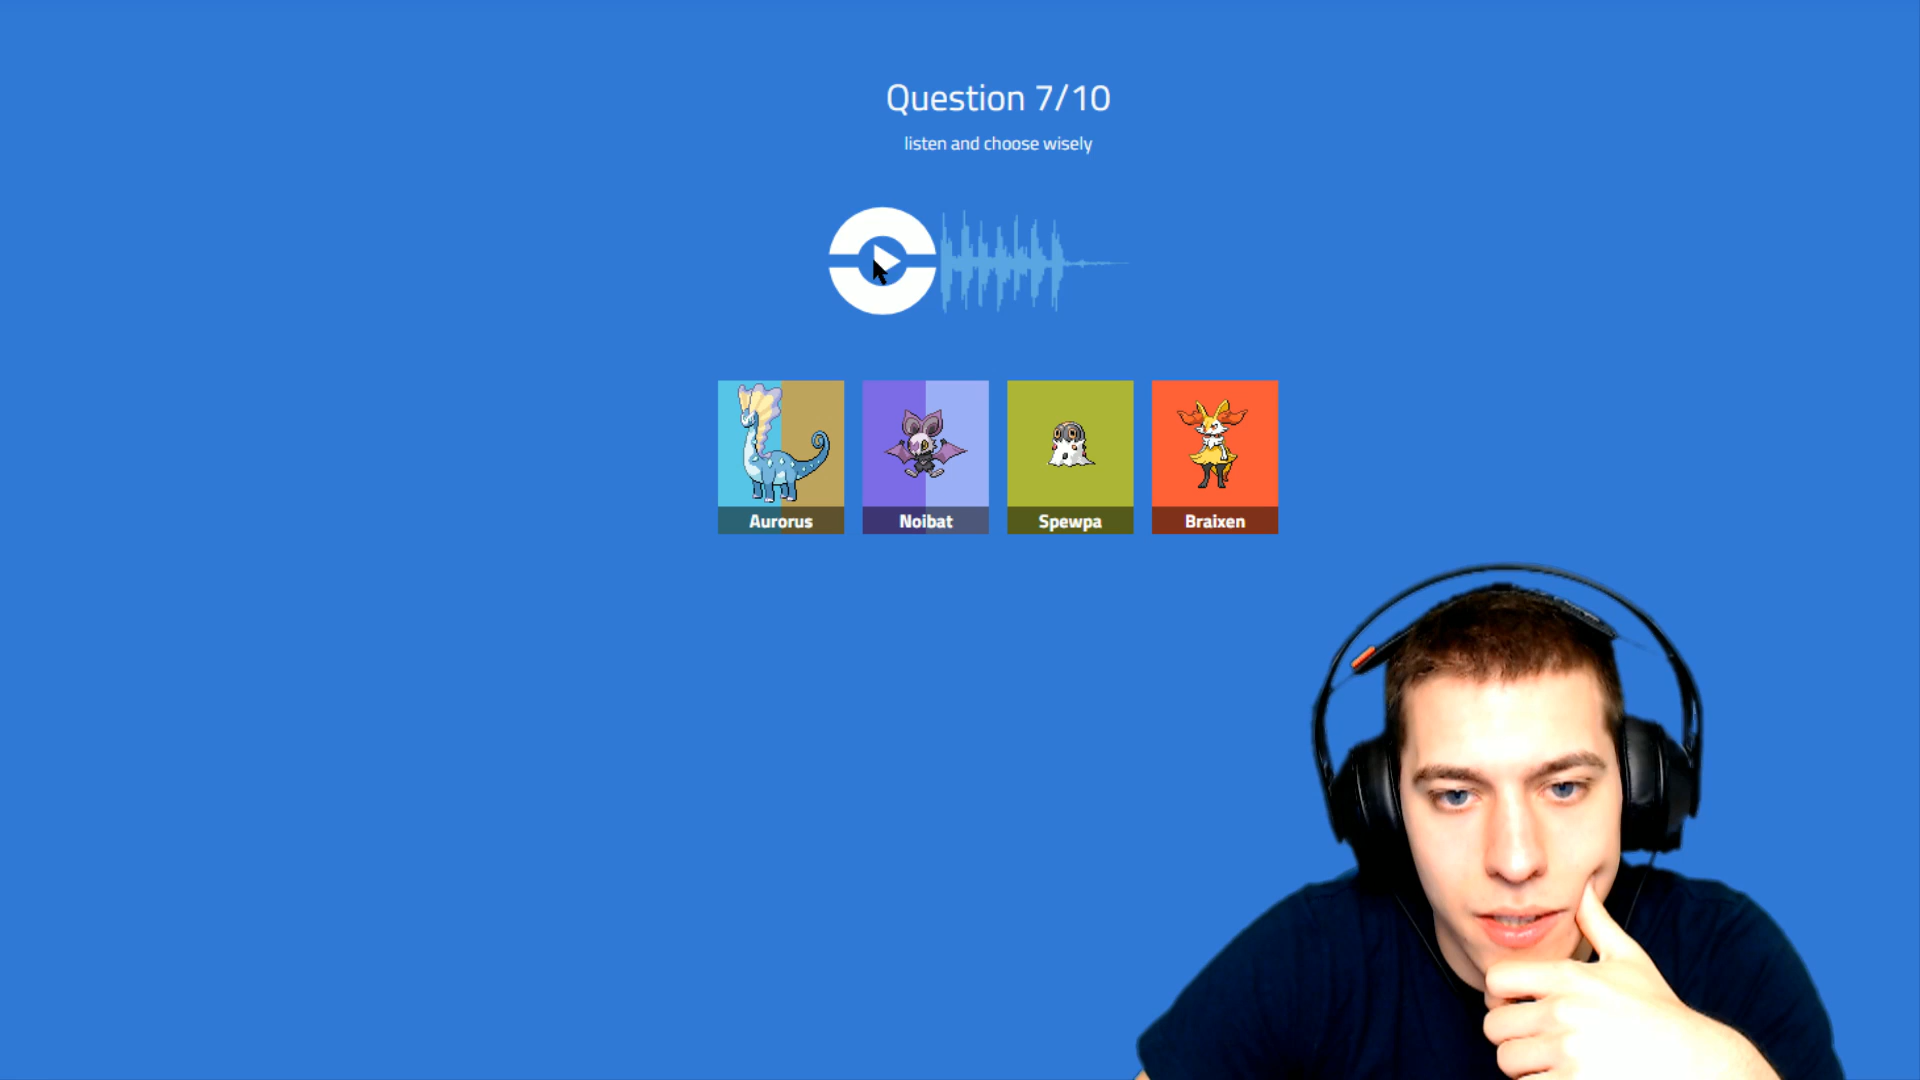 Question 7/10
listen and choose wisely
Aurorus
Noibat
Spewpa
Braixen